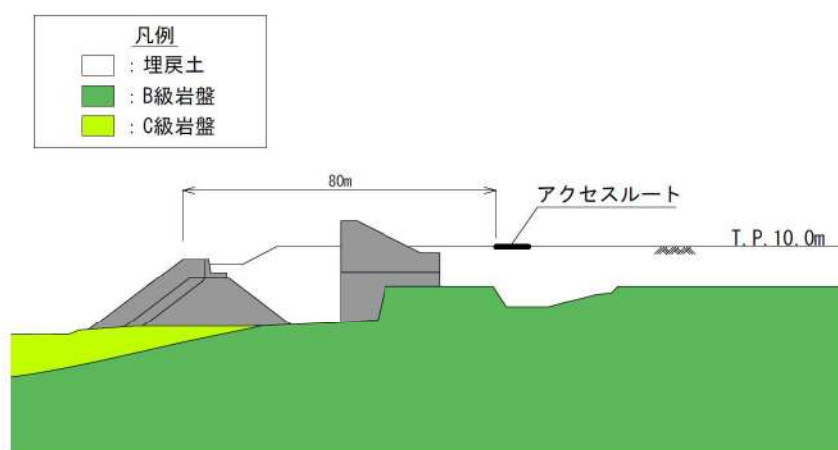 凡例
：埋戻土
：B級岩盤
：C級岩盤
80m
アクセスルート
T.P.10.0m